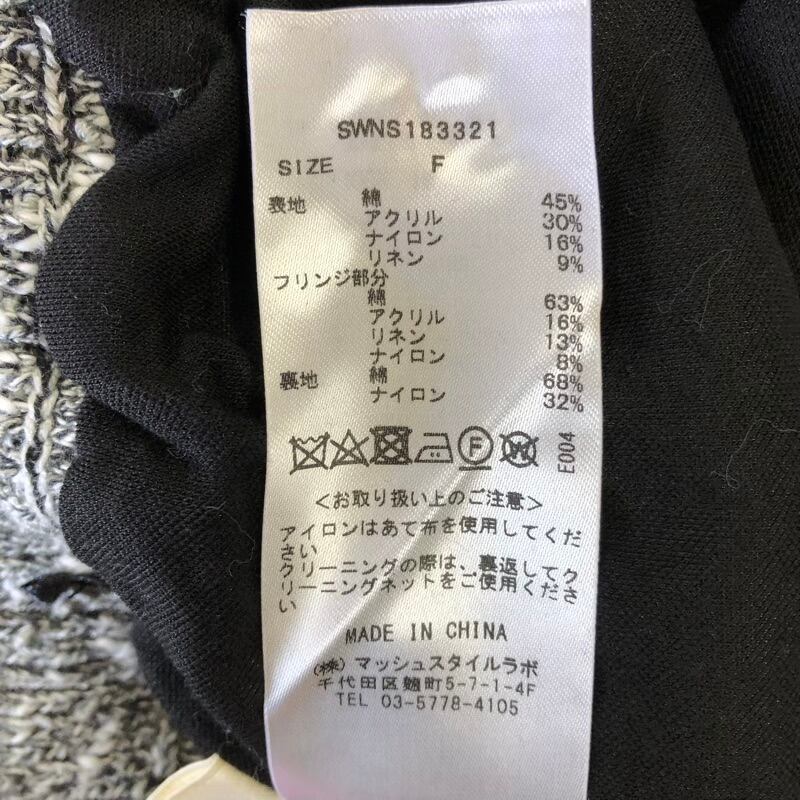 SWNS183321
SIZE F
表地 綿 45%
アクリル 30%
ナイロン 16%
リネン 9%
フリンジ部分
綿 63%
アクリル 16%
リネン 13%
ナイロン 8%
裏地 綿 68%
ナイロン 32%
F W E004
<お取り扱い上のご注意>
アイロンはあて布を使用してくだ
さい
クリーニングの際は、裏返してク
リーニングネットをご使用くださ
い
MADE IN CHINA
(株)マッシュスタイルラボ
千代田区麹町5-7-1-4F
TEL 03-5778-4105